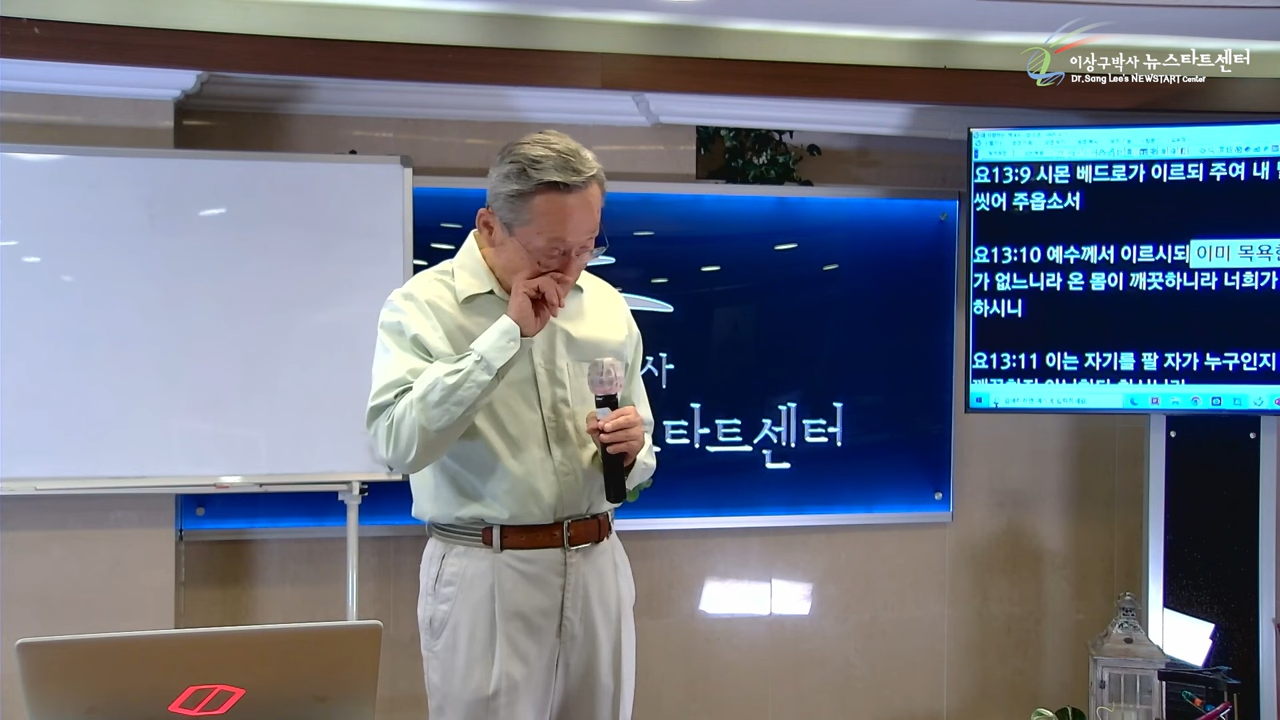 이상구박사 뉴스타트센터
Dr. Sang Lee's NEWSTART Center
요13:9 시몬 베드로가 이르되 주여 내
씻어 주옵소서
요13:10 예수께서 이르시되 이미 목욕한
가 없느니라 온 몸이 깨끗하니라 너희가
하시니
요13:11 이는 자기를 팔 자가 누구인지
사
스타트센터